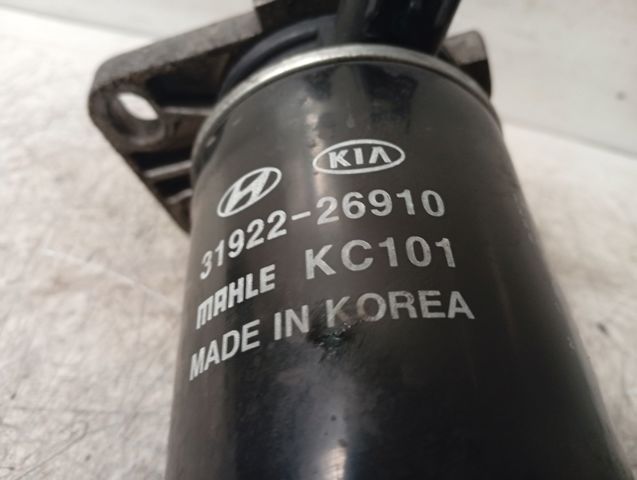 KIA
31922-26910
MAHLE KC101
MADE IN KOREA